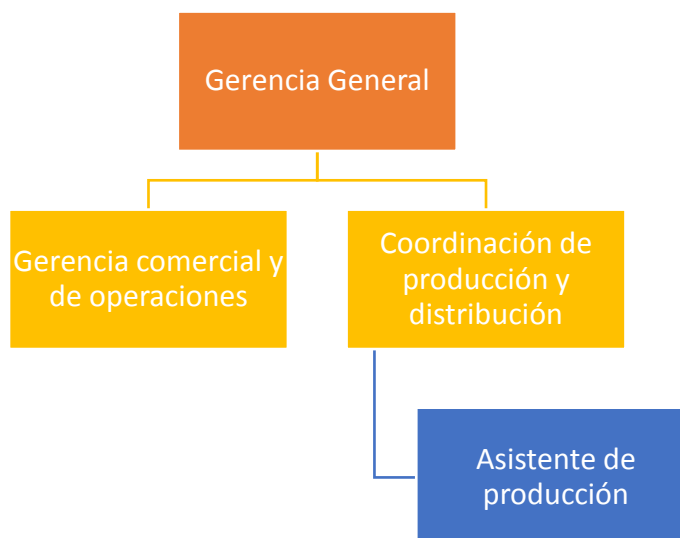 Gerencia General
Gerencia comercial y
de operaciones
Coordinación de
producción y
distribución
Asistente de
producción